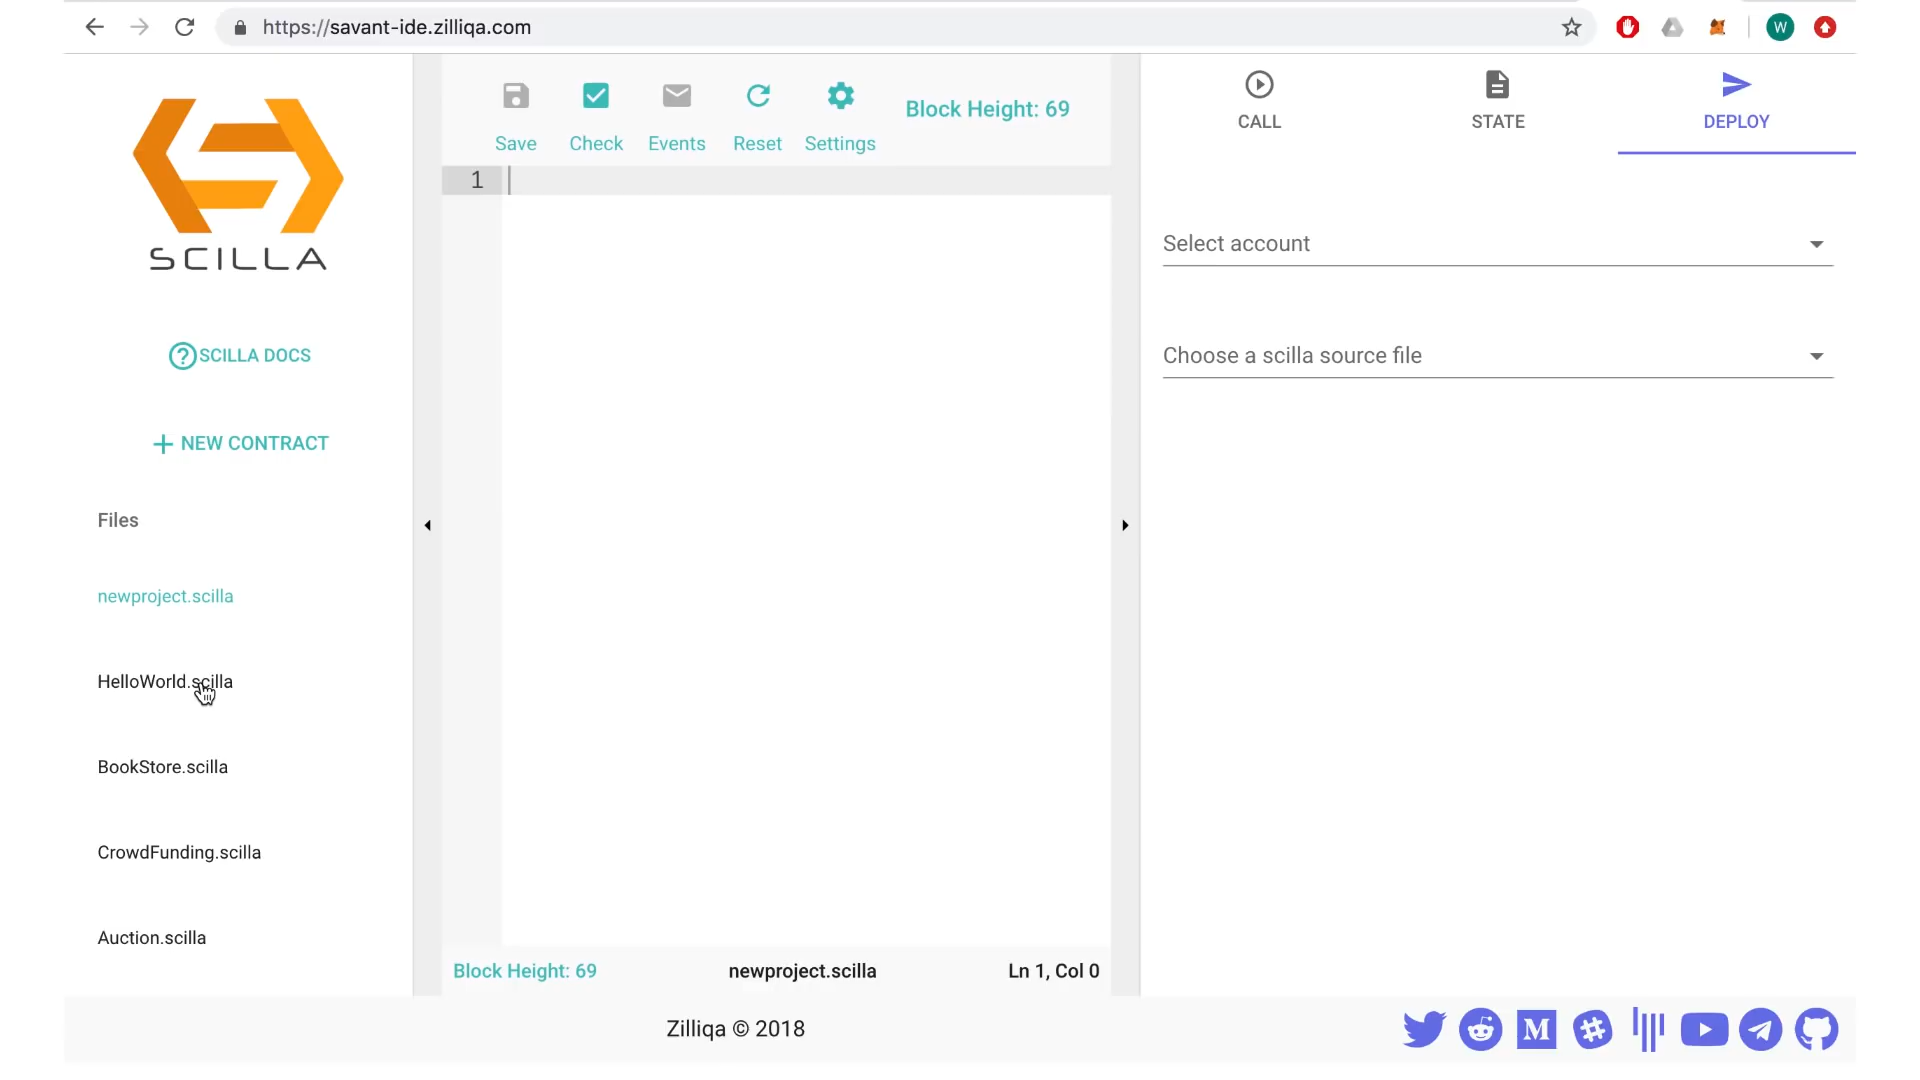 https://savant-ide.zilliqa.com
W
SCILLA
SCILLA DOCS
NEW CONTRACT
Files
newproject.scilla
HelloWorld.scilla
BookStore.scilla
CrowdFunding.scilla
Auction.scilla
Save
Check
Events
Reset
Settings
Block Height: 69
1
Block Height: 69
newproject.scilla
Ln 1, Col 0
CALL
STATE
DEPLOY
Select account
Choose a scilla source file
Zilliqa © 2018